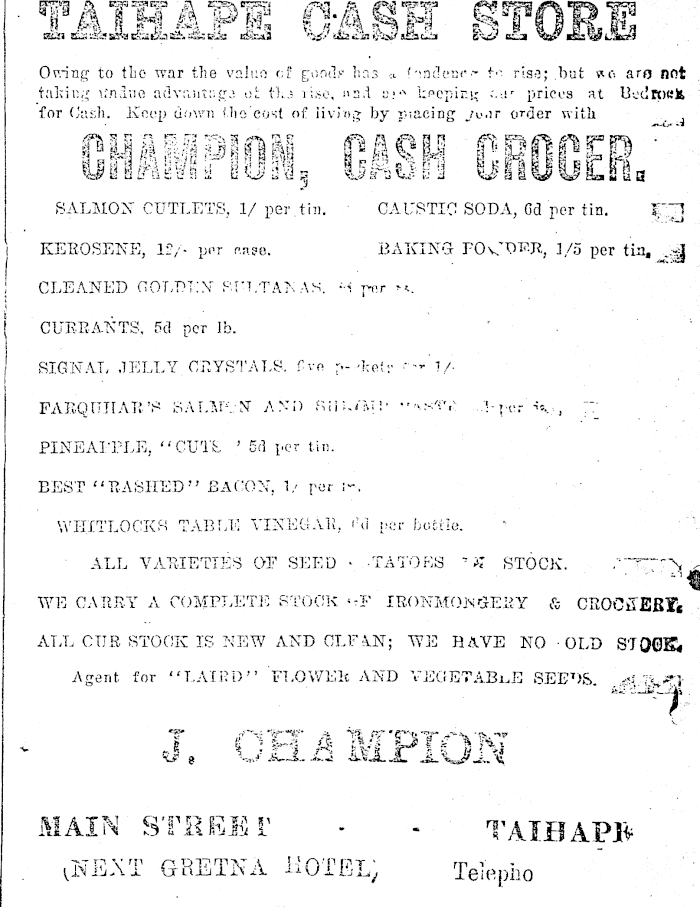 TAIHAPE CASH STORE
Owing to the war the value of goods has a tendency to rise; but we are not
taking undue advantage of the rise, and are keeping our prices at Bedrock
for Cash. Keep down the cost of living by placing your order with
CHAMPION, CASH GROCER.
SALMON CUTLETS, 1/ per tin. CAUSTIC SODA, 6d per tin.
KEROSENE, 12/- per case. BAKING POWDER, 1/5 per tin.
CLEANED GOLDEN SULTANAS, per
CURRANTS, 5d per lb.
SIGNAL JELLY CRYSTALS, five packets for 1/-
FARQUHAR'S SALMON AND SHRIMP PASTE per
PINEAPPLE, "CUTS" 5d per tin.
BEST "RASHED" BACON, 1/ per
WHITLOCKS TABLE VINEGAR, per bottle.
ALL VARIETIES OF SEED POTATOES IN STOCK.
WE CARRY A COMPLETE STOCK OF IRONMONGERY & CROCKERY.
ALL OUR STOCK IS NEW AND CLEAN; WE HAVE NO OLD STOCK.
Agent for "LAIRD" FLOWER AND VEGETABLE SEEDS.
J. CHAMPION
MAIN STREET - - TAIHAPE
(NEXT GRETNA HOTEL) Telepho